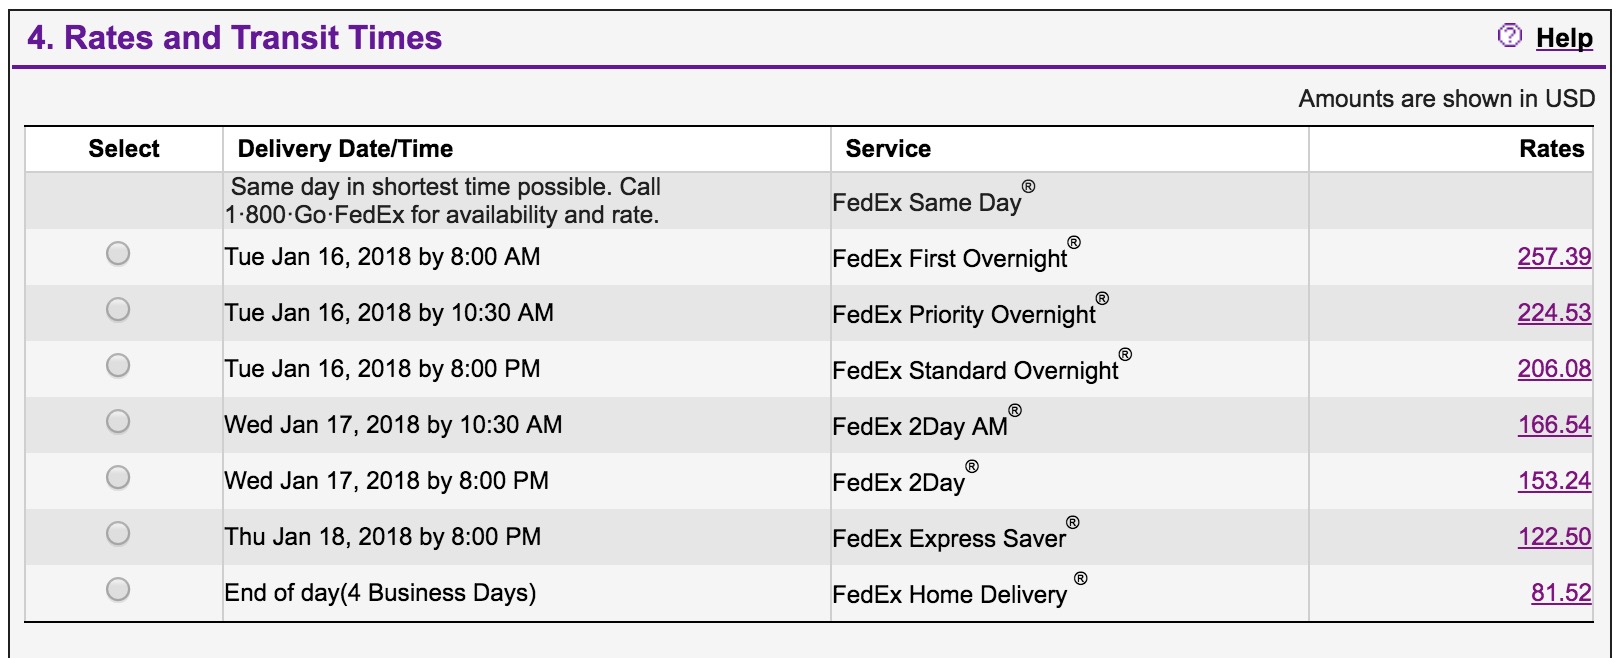 4. Rates and Transit Times
Help
Amounts are shown in USD
Select Delivery Date/Time Service Rates
Same day in shortest time possible. Call
1·800·Go·FedEx for availability and rate.
FedEx Same Day®
Tue Jan 16, 2018 by 8:00 AM FedEx First Overnight® 257.39
Tue Jan 16, 2018 by 10:30 AM FedEx Priority Overnight® 224.53
Tue Jan 16, 2018 by 8:00 PM FedEx Standard Overnight® 206.08
Wed Jan 17, 2018 by 10:30 AM FedEx 2Day AM® 166.54
Wed Jan 17, 2018 by 8:00 PM FedEx 2Day® 153.24
Thu Jan 18, 2018 by 8:00 PM FedEx Express Saver® 122.50
End of day(4 Business Days) FedEx Home Delivery ® 81.52